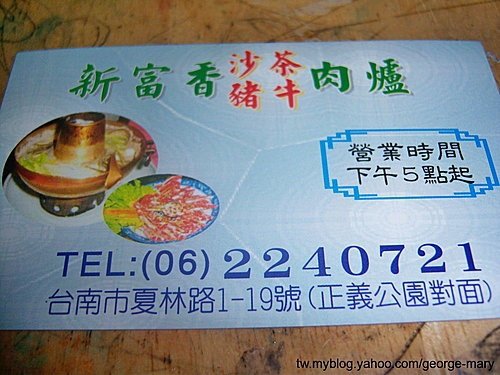 新富香沙茶豬牛肉爐
營業時間
下午5點起
TEL:(06)2240721
台南市夏林路1-19號(正義公園對面)
tw.myblog.yahoo.com/george-mary